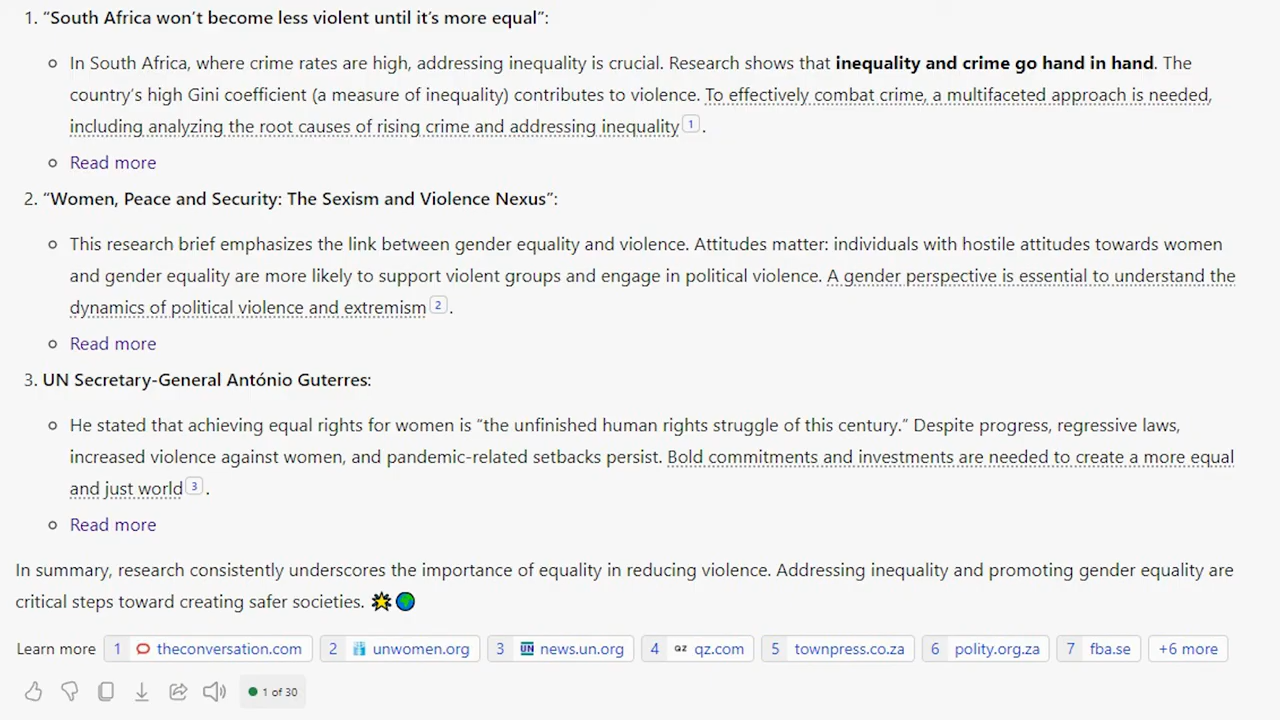 1. “South Africa won’t become less violent until it’s more equal”:
In South Africa, where crime rates are high, addressing inequality is crucial. Research shows that inequality and crime go hand in hand. The
country’s high Gini coefficient (a measure of inequality) contributes to violence. To effectively combat crime, a multifaceted approach is needed,
including analyzing the root causes of rising crime and addressing inequality 1 .
Read more
2. “Women, Peace and Security: The Sexism and Violence Nexus”:
This research brief emphasizes the link between gender equality and violence. Attitudes matter: individuals with hostile attitudes towards women
and gender equality are more likely to support violent groups and engage in political violence. A gender perspective is essential to understand the
dynamics of political violence and extremism 2 .
Read more
3. UN Secretary-General António Guterres:
He stated that achieving equal rights for women is “the unfinished human rights struggle of this century.” Despite progress, regressive laws,
increased violence against women, and pandemic-related setbacks persist. Bold commitments and investments are needed to create a more equal
and just world 3 .
Read more
In summary, research consistently underscores the importance of equality in reducing violence. Addressing inequality and promoting gender equality are
critical steps toward creating safer societies. 🌟🌍
Learn more 1 theconversation.com 2 unwomen.org 3 UN news.un.org 4 QZ qz.com 5 townpress.co.za 6 polity.org.za 7 fba.se +6 more
1 of 30